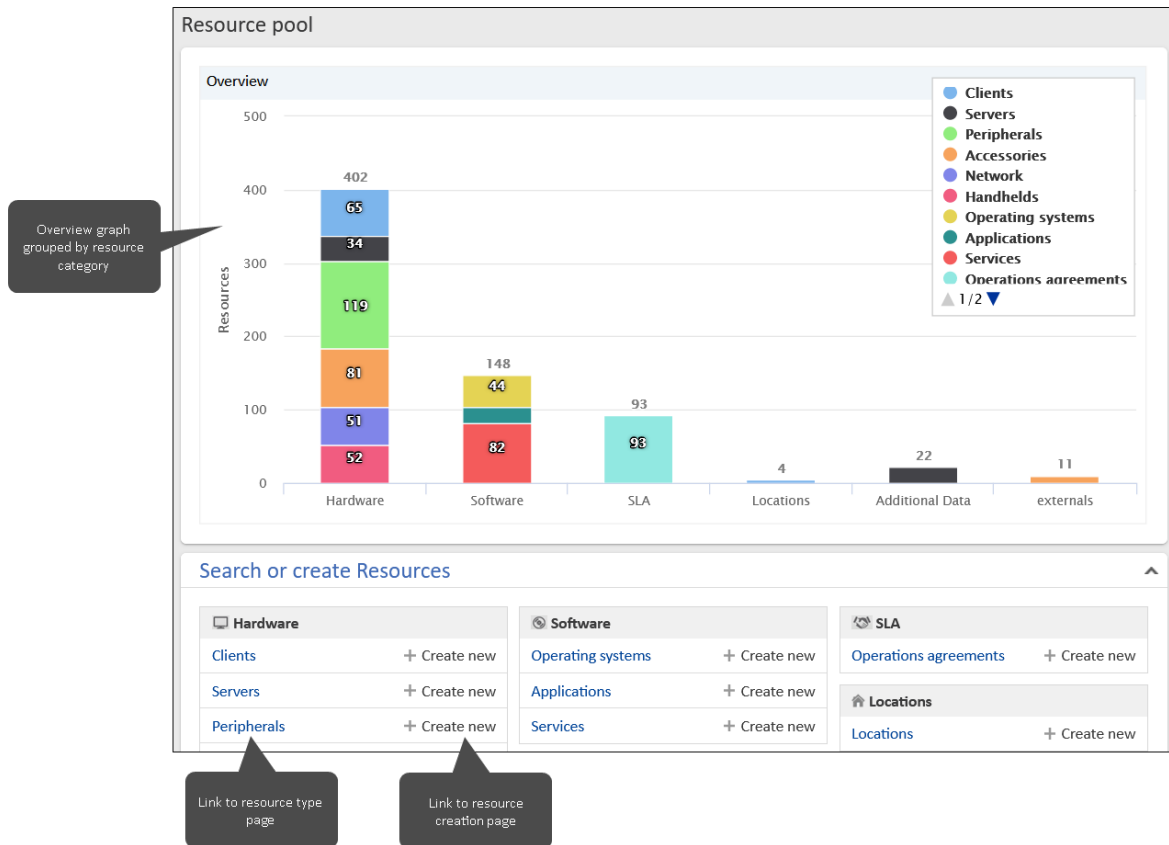 Resource pool
Overview
Clients
Servers
Peripherals
Accessories
Network
Handhelds
Operating systems
Applications
Services
Operations agreements
1/2
Resources
500
400
300
200
100
0
402
65
34
119
81
51
52
148
44
82
93
93
4
22
11
Hardware
Software
SLA
Locations
Additional Data
externals
Overview graph
grouped by resource
category
Search or create Resources
Hardware
Clients + Create new
Servers + Create new
Peripherals + Create new
Software
Operating systems + Create new
Applications + Create new
Services + Create new
SLA
Operations agreements + Create new
Locations
Locations + Create new
Link to resource type
page
Link to resource
creation page